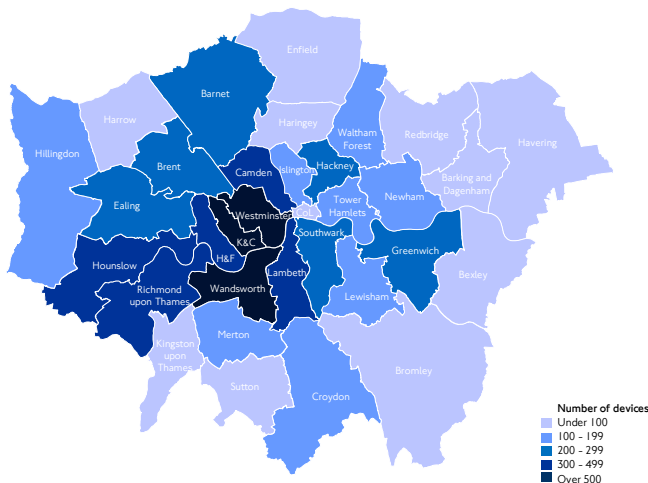 Enfield
Barnet
Harrow
Haringey
Waltham
Forest
Redbridge
Havering
Hillingdon
Brent
Camden
Islington
Hackney
Barking and
Dagenham
Newham
Ealing
Westminster
CoL
Tower
Hamlets
Southwark
K&C
H&F
Greenwich
Hounslow
Lambeth
Bexley
Richmond
upon Thames
Wandsworth
Lewisham
Merton
Kingston
upon
Thames
Sutton
Croydon
Bromley
Number of devices
Under 100
100 - 199
200 - 299
300 - 499
Over 500